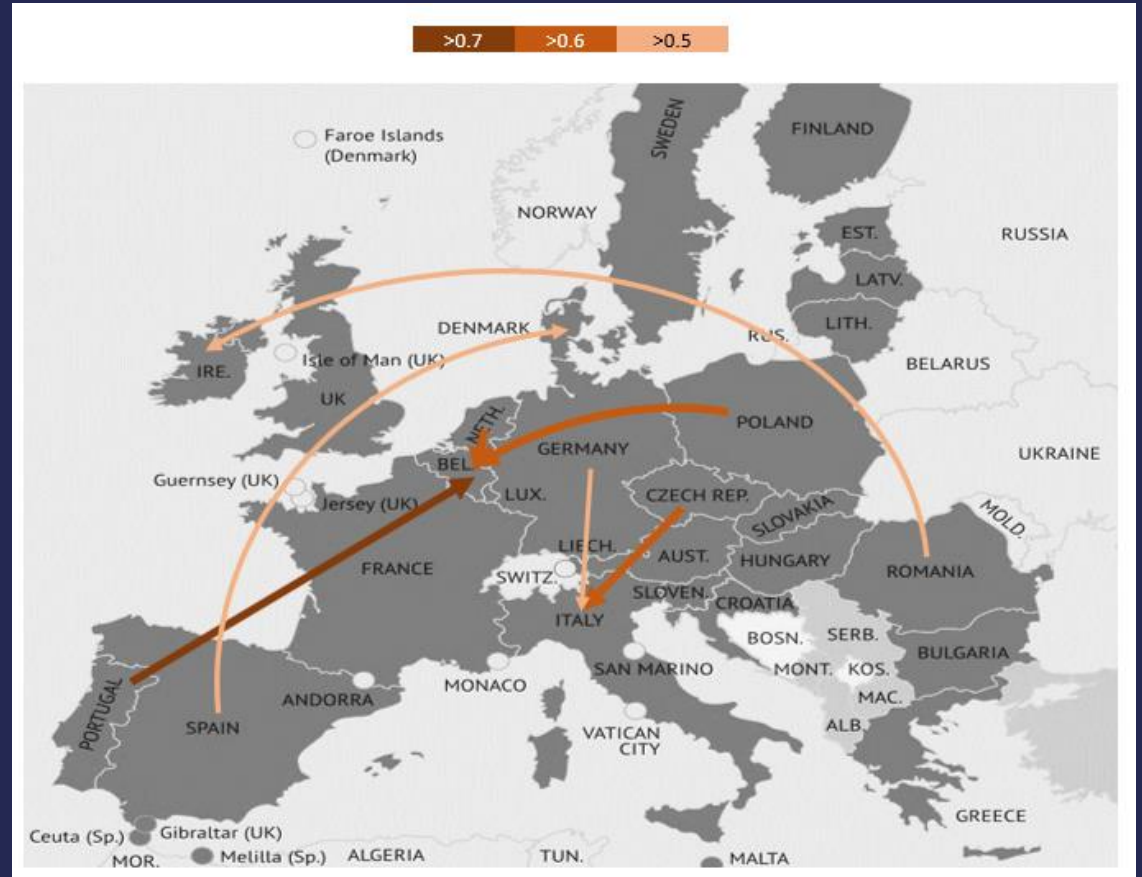 >0.7 >0.6 >0.5
Faroe Islands
(Denmark)
SWEDEN
FINLAND
NORWAY
RUSSIA
EST.
LATV.
LITH.
DENMARK
RUS.
Isle of Man (UK)
IRE.
BELARUS
UK
NETH.
POLAND
GERMANY
UKRAINE
BEL.
Guernsey (UK)
LUX.
CZECH REP.
Jersey (UK)
SLOVAKIA
MOLD.
LIECH.
AUST.
HUNGARY
FRANCE
SWITZ.
ROMANIA
SLOVEN.
CROATIA
ITALY
BOSN.
SERB.
BULGARIA
SAN MARINO
MONT.
KOS.
MONACO
ANDORRA
MAC.
PORTUGAL
SPAIN
ALB.
VATICAN
CITY
GREECE
Ceuta (Sp.)
Gibraltar (UK)
MOR.
Melilla (Sp.)
ALGERIA
TUN.
MALTA